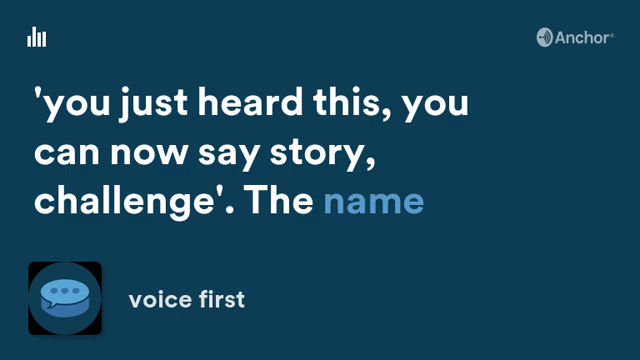 Anchor®
'you just heard this, you
can now say story,
challenge'. The name
voice first